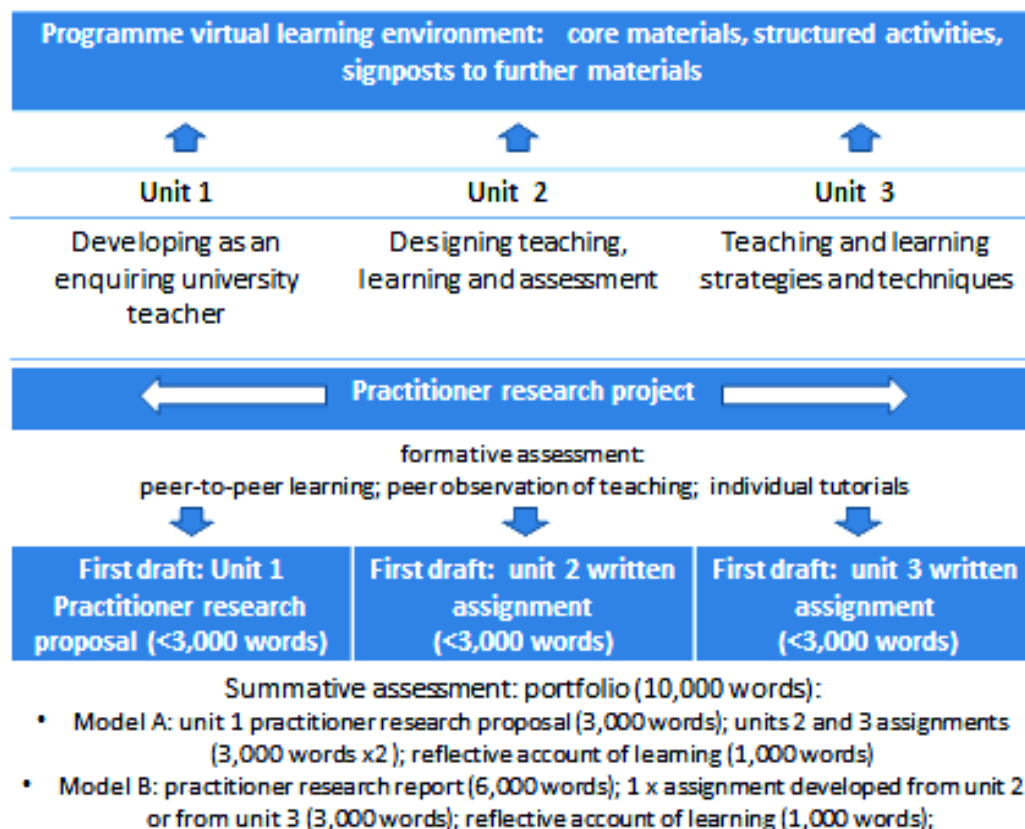 Programme virtual learning environment: core materials, structured activities,
signposts to further materials
Unit 1
Unit 2
Unit 3
Developing as an
enquiring university
teacher
Designing teaching,
learning and assessment
Teaching and learning
strategies and techniques
Practitioner research project
formative assessment:
peer-to-peer learning; peer observation of teaching; individual tutorials
First draft: Unit 1
Practitioner research
proposal (<3,000 words)
First draft: unit 2 written
assignment
(<3,000 words)
First draft: unit 3 written
assignment
(<3,000 words)
Summative assessment: portfolio (10,000 words):
• Model A: unit 1 practitioner research proposal (3,000 words); units 2 and 3 assignments
(3,000 words x2); reflective account of learning (1,000 words)
• Model B: practitioner research report (6,000 words); 1 x assignment developed from unit 2
or from unit 3 (3,000 words); reflective account of learning (1,000 words);